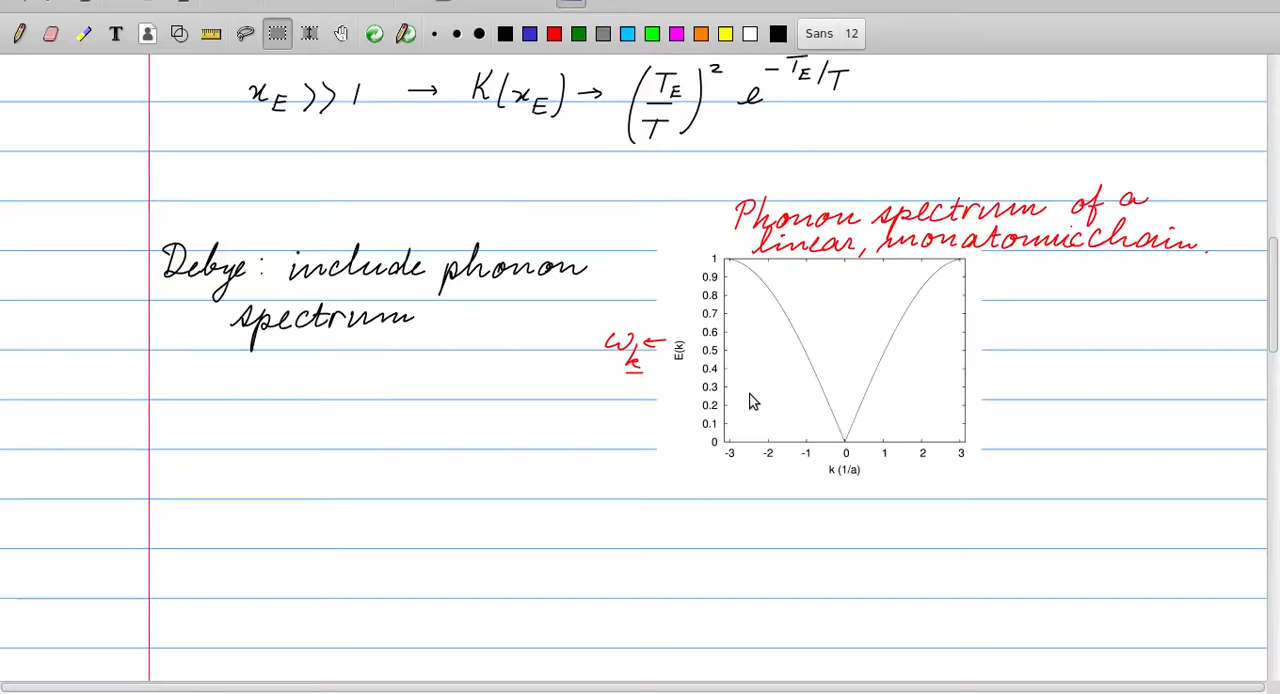 Sans 12
x_E >> 1 → K(x_E) → (T_E/T)² e^{-T_E/T}
Phonon spectrum of a
linear, monatomic chain.
Debye: include phonon
spectrum
ω_k ←
E(k)
1
0.9
0.8
0.7
0.6
0.5
0.4
0.3
0.2
0.1
0
-3 -2 -1 0 1 2 3
k (1/a)